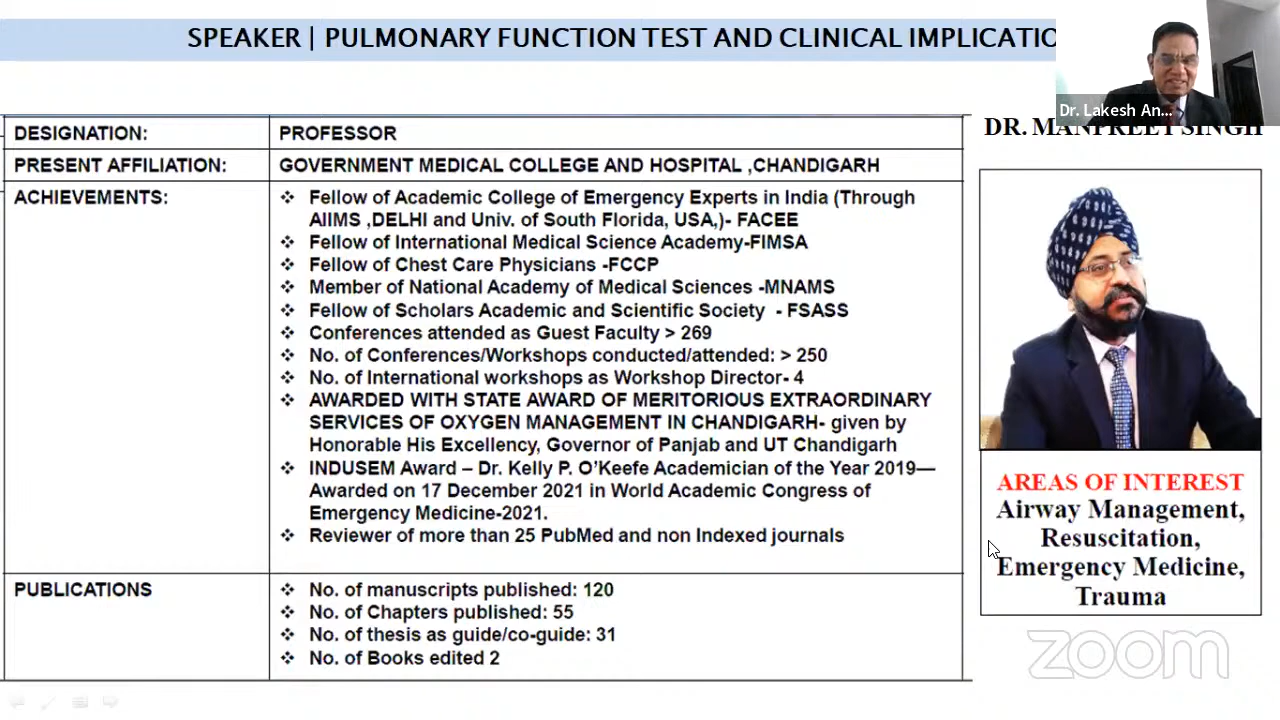 SPEAKER | PULMONARY FUNCTION TEST AND CLINICAL IMPLICATIO
Dr. Lakesh An...
DR. MANPREET SINGH
DESIGNATION: PROFESSOR
PRESENT AFFILIATION: GOVERNMENT MEDICAL COLLEGE AND HOSPITAL ,CHANDIGARH
ACHIEVEMENTS:
❖ Fellow of Academic College of Emergency Experts in India (Through
AIIMS ,DELHI and Univ. of South Florida, USA,)- FACEE
❖ Fellow of International Medical Science Academy-FIMSA
❖ Fellow of Chest Care Physicians -FCCP
❖ Member of National Academy of Medical Sciences -MNAMS
❖ Fellow of Scholars Academic and Scientific Society - FSASS
❖ Conferences attended as Guest Faculty > 269
❖ No. of Conferences/Workshops conducted/attended: > 250
❖ No. of International workshops as Workshop Director- 4
❖ AWARDED WITH STATE AWARD OF MERITORIOUS EXTRAORDINARY
SERVICES OF OXYGEN MANAGEMENT IN CHANDIGARH- given by
Honorable His Excellency, Governor of Panjab and UT Chandigarh
❖ INDUSEM Award – Dr. Kelly P. O’Keefe Academician of the Year 2019—
Awarded on 17 December 2021 in World Academic Congress of
Emergency Medicine-2021.
❖ Reviewer of more than 25 PubMed and non Indexed journals
PUBLICATIONS
❖ No. of manuscripts published: 120
❖ No. of Chapters published: 55
❖ No. of thesis as guide/co-guide: 31
❖ No. of Books edited 2
AREAS OF INTEREST
Airway Management,
Resuscitation,
Emergency Medicine,
Trauma
zoom